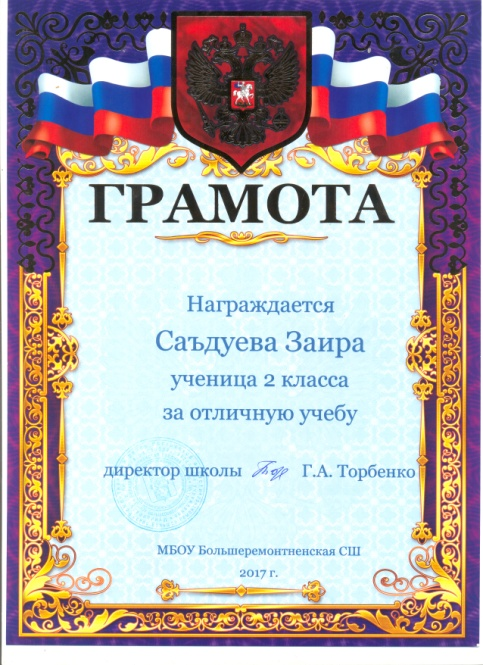 ГРАМОТА
Награждается
Саъдуева Заира
ученица 2 класса
за отличную учебу
директор школы Г.А. Торбенко
МБОУ Большеремонтненская СШ
2017 г.